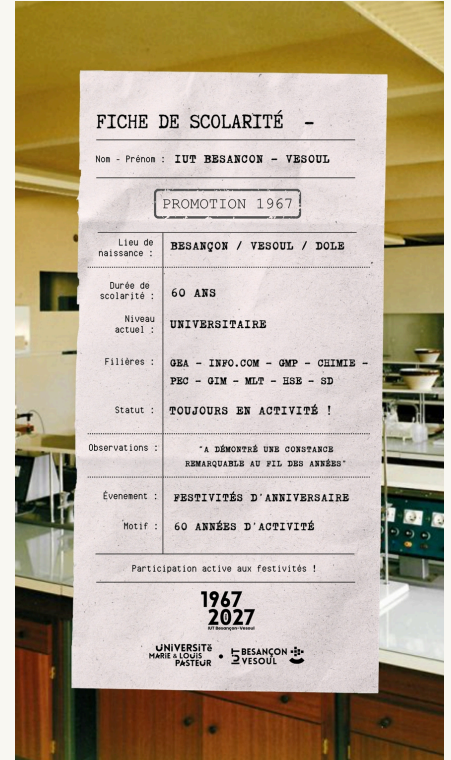 FICHE DE SCOLARITÉ –
Nom - Prénom : IUT BESANCON – VESOUL
PROMOTION 1967
Lieu de naissance : BESANÇON / VESOUL / DOLE
Durée de scolarité : 60 ANS
Niveau actuel : UNIVERSITAIRE
Filières : GEA – INFO.COM – GMP – CHIMIE –
PEC – GIM – MLT – HSE – SD
Statut : TOUJOURS EN ACTIVITÉ !
Observations : "A DÉMONTRÉ UNE CONSTANCE
REMARQUABLE AU FIL DES ANNÉES"
Évenement : FESTIVITÉS D'ANNIVERSAIRE
Motif : 60 ANNÉES D'ACTIVITÉ
Participation active aux festivités !
1967
2027
IUT Besançon-Vesoul
UNIVERSITÉ
MARIE & LOUIS
PASTEUR
IUT BESANÇON
VESOUL